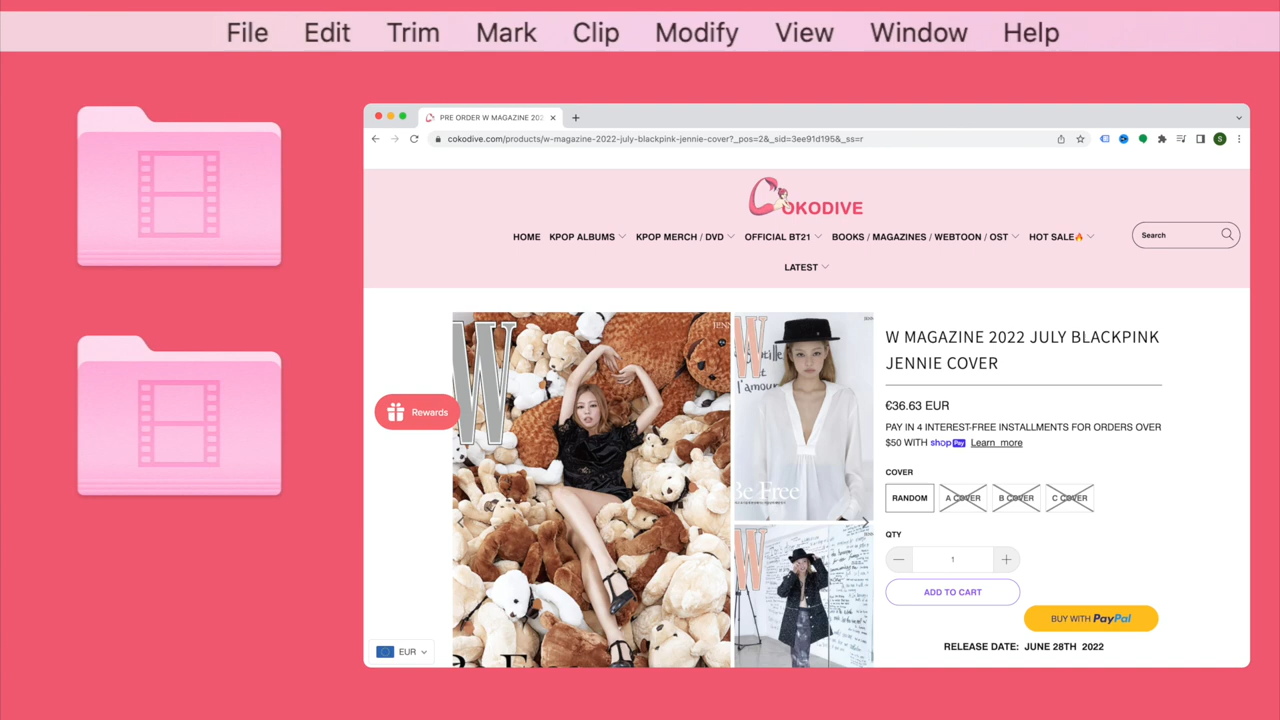 File Edit Trim Mark Clip Modify View Window Help
PRE ORDER W MAGAZINE 202
cokodive.com/products/w-magazine-2022-july-blackpink-jennie-cover?_pos=2&_sid=3ee91d195&_ss=r
S
COKODIVE
HOME KPOP ALBUMS KPOP MERCH / DVD OFFICIAL BT21 BOOKS / MAGAZINES / WEBTOON / OST HOT SALE🔥
Search
LATEST
W
W
l'amour
Be Free
W
W MAGAZINE 2022 JULY BLACKPINK
JENNIE COVER
€36.63 EUR
PAY IN 4 INTEREST-FREE INSTALLMENTS FOR ORDERS OVER
$50 WITH shop Pay Learn more
Rewards
COVER
RANDOM A COVER B COVER C COVER
QTY
1
ADD TO CART
BUY WITH PayPal
RELEASE DATE: JUNE 28TH 2022
EUR